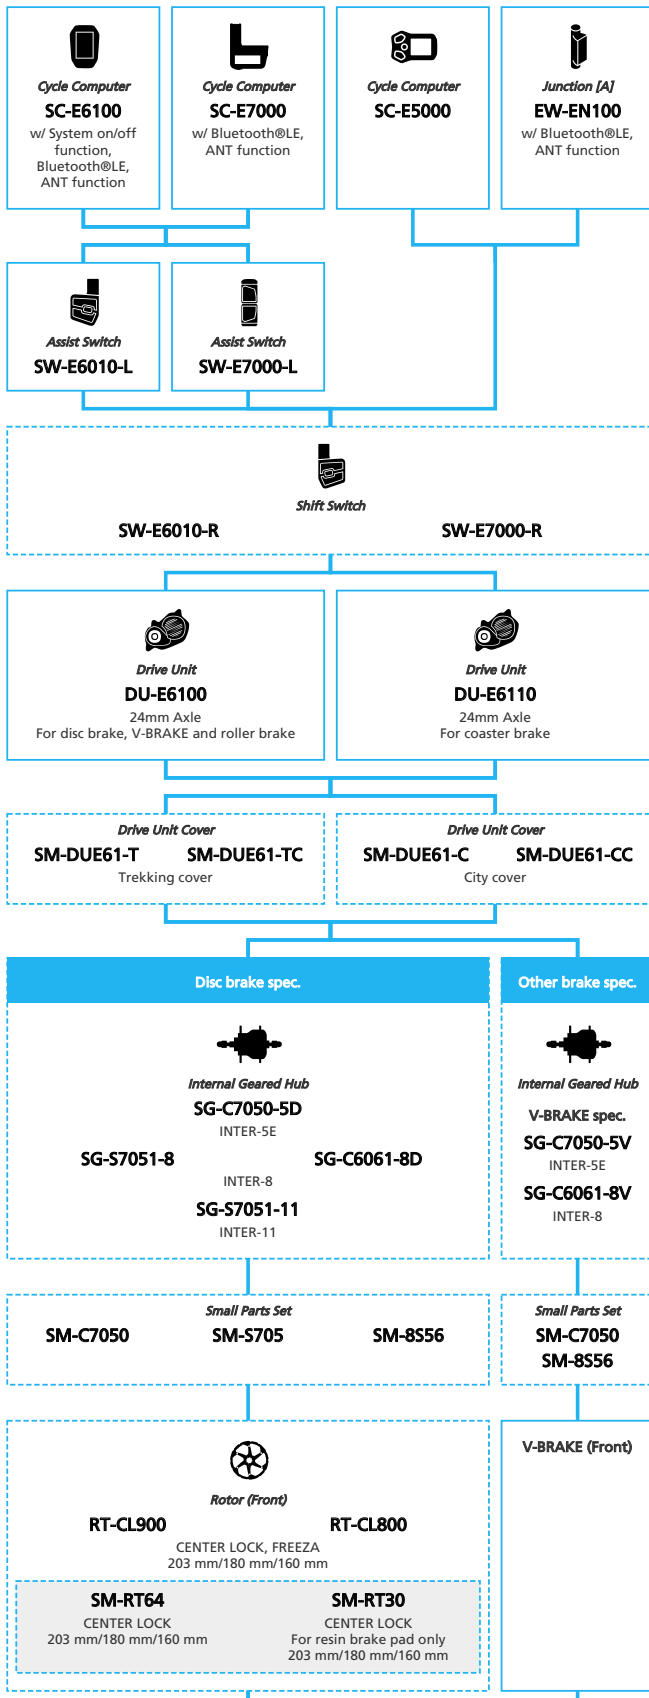 Cycle Computer
SC-E6100
w/ System on/off
function,
Bluetooth®LE,
ANT function
Cycle Computer
SC-E7000
w/ Bluetooth®LE,
ANT function
Cycle Computer
SC-E5000
Junction [A]
EW-EN100
w/ Bluetooth®LE,
ANT function
Assist Switch
SW-E6010-L
Assist Switch
SW-E7000-L
Shift Switch
SW-E6010-R SW-E7000-R
Drive Unit
DU-E6100
24mm Axle
For disc brake, V-BRAKE and roller brake
Drive Unit
DU-E6110
24mm Axle
For coaster brake
Drive Unit Cover
SM-DUE61-T SM-DUE61-TC
Trekking cover
Drive Unit Cover
SM-DUE61-C SM-DUE61-CC
City cover
Disc brake spec.
Internal Geared Hub
SG-C7050-5D
INTER-5E
SG-S7051-8 SG-C6061-8D
INTER-8
SG-S7051-11
INTER-11
Other brake spec.
Internal Geared Hub
V-BRAKE spec.
SG-C7050-5V
INTER-5E
SG-C6061-8V
INTER-8
Small Parts Set
SM-C7050 SM-S705 SM-8S56
Small Parts Set
SM-C7050
SM-8S56
Rotor (Front)
RT-CL900 RT-CL800
CENTER LOCK, FREEZA
203 mm/180 mm/160 mm
SM-RT64
CENTER LOCK
203 mm/180 mm/160 mm
SM-RT30
CENTER LOCK
For resin brake pad only
203 mm/180 mm/160 mm
V-BRAKE (Front)